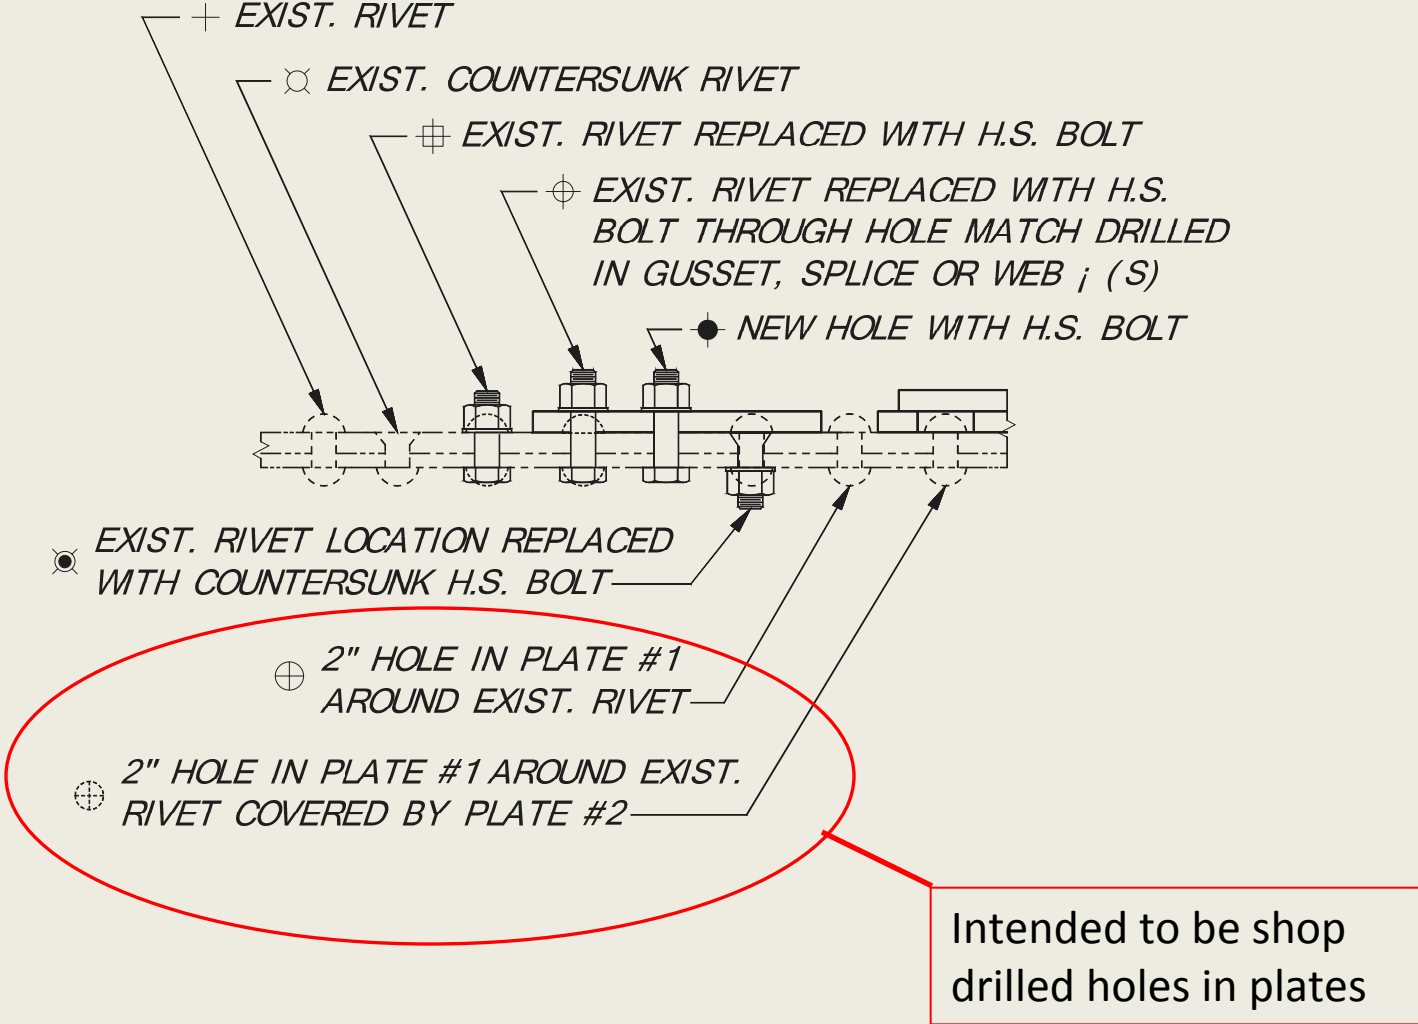 EXIST. RIVET
EXIST. COUNTERSUNK RIVET
EXIST. RIVET REPLACED WITH H.S. BOLT
EXIST. RIVET REPLACED WITH H.S.
BOLT THROUGH HOLE MATCH DRILLED
IN GUSSET, SPLICE OR WEB ¡ (S)
NEW HOLE WITH H.S. BOLT
EXIST. RIVET LOCATION REPLACED
WITH COUNTERSUNK H.S. BOLT
2" HOLE IN PLATE #1
AROUND EXIST. RIVET
2" HOLE IN PLATE #1 AROUND EXIST.
RIVET COVERED BY PLATE #2
Intended to be shop
drilled holes in plates